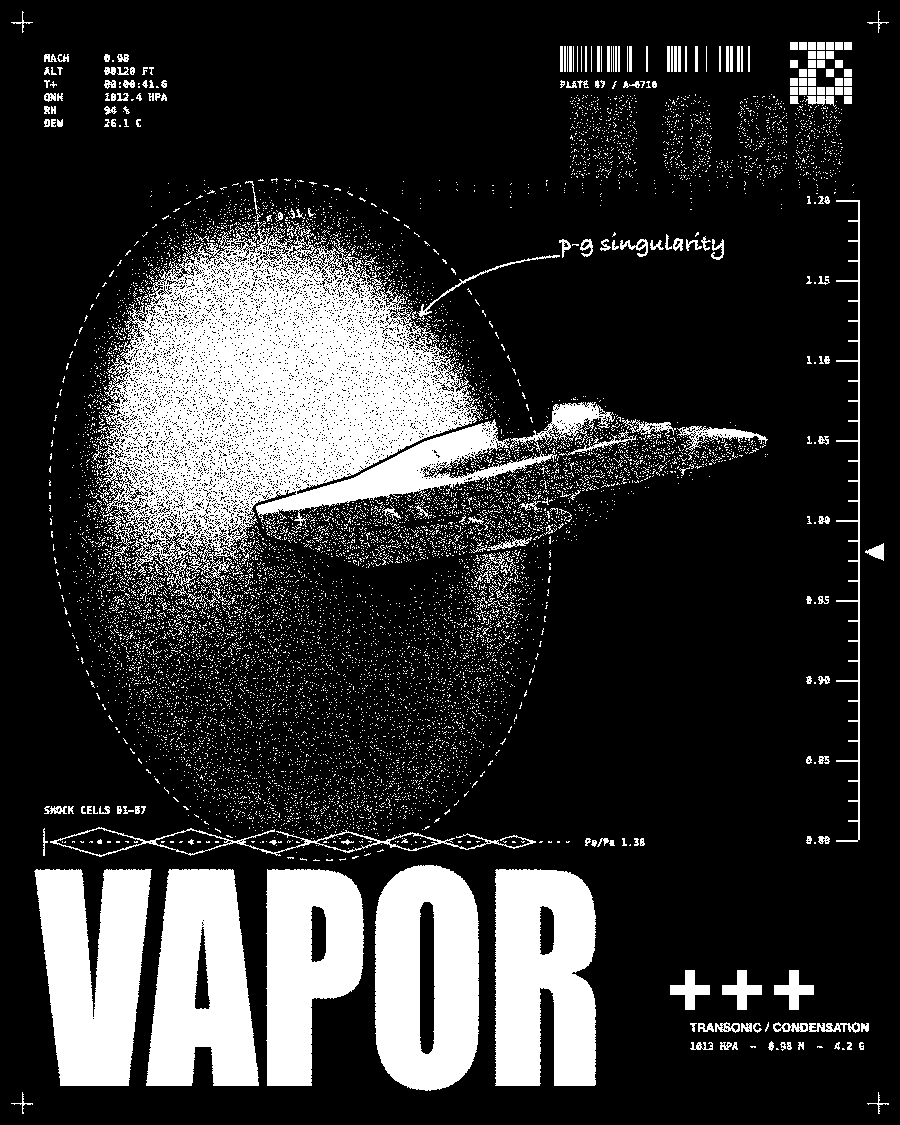 MACH 0.98
ALT 00120 FT
T+ 00:00:41.6
QNH 1012.4 HPA
RH 94 %
DEW 26.1 C
PLATE 07 / A-0710
M 0.98
p-g singularity
1.20
1.15
1.10
1.05
1.00
0.95
0.90
0.85
0.80
SHOCK CELLS 01-07
Pe/Pa 1.38
VAPOR
TRANSONIC / CONDENSATION
1013 HPA – 0.98 M – 4.2 G